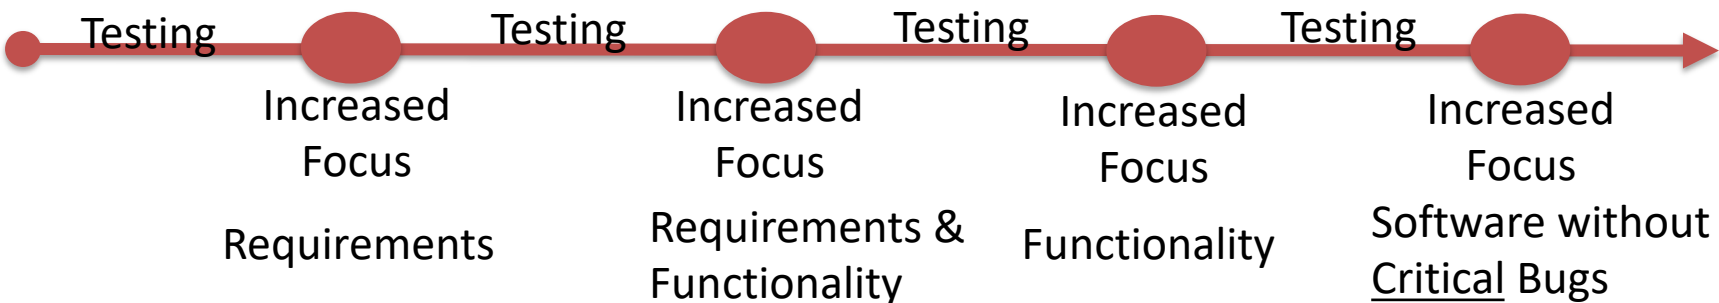 Testing
Testing
Testing
Testing
Increased
Focus
Requirements
Increased
Focus
Requirements &
Functionality
Increased
Focus
Functionality
Increased
Focus
Software without
Critical Bugs